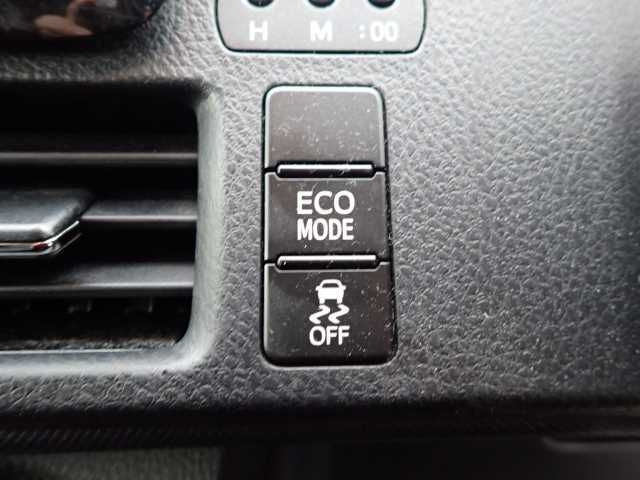 H M :00
ECO
MODE
OFF